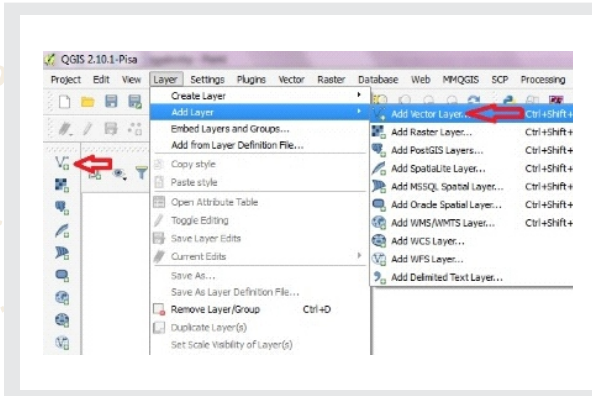 QGIS 2.10.1-Pisa
Project Edit View Layer Settings Plugins Vector Raster Database Web MMQGIS SCP Processing
Create Layer
Add Layer
Embed Layers and Groups...
Add from Layer Definition File...
Copy style
Paste style
Open Attribute Table
Toggle Editing
Save Layer Edits
Current Edits
Save As...
Save As Layer Definition File...
Remove Layer/Group Ctrl+D
Duplicate Layer(s)
Set Scale Visibility of Layer(s)
Add Vector Layer... Ctrl+Shift+
Add Raster Layer... Ctrl+Shift+
Add PostGIS Layers... Ctrl+Shift+
Add SpatiaLite Layer... Ctrl+Shift+
Add MSSQL Spatial Layer... Ctrl+Shift+
Add Oracle Spatial Layer... Ctrl+Shift+
Add WMS/WMTS Layer... Ctrl+Shift+
Add WCS Layer...
Add WFS Layer...
Add Delimited Text Layer...